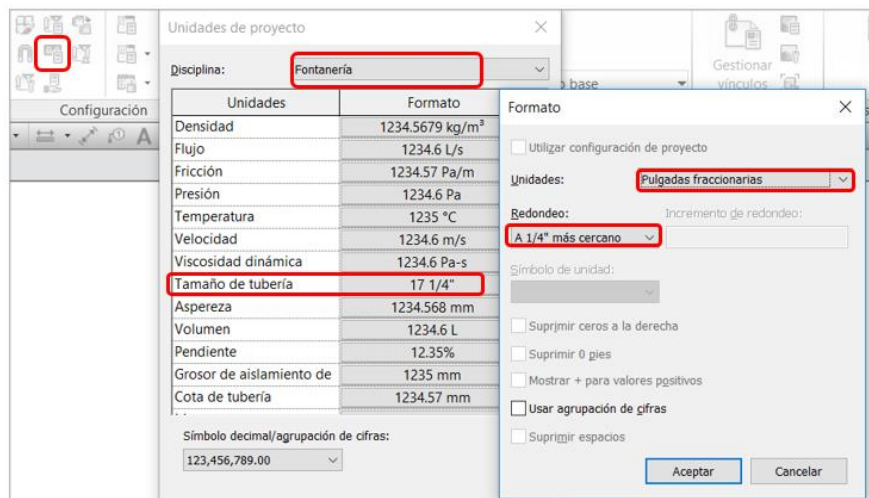 Configuración
A
Unidades de proyecto
Disciplina:
Fontanería
Unidades Formato
Densidad 1234.5679 kg/m³
Flujo 1234.6 L/s
Fricción 1234.57 Pa/m
Presión 1234.6 Pa
Temperatura 1235 °C
Velocidad 1234.6 m/s
Viscosidad dinámica 1234.6 Pa-s
Tamaño de tubería 17 1/4"
Aspereza 1234.568 mm
Volumen 1234.6 L
Pendiente 12.35%
Grosor de aislamiento de 1235 mm
Cota de tubería 1234.57 mm
Símbolo decimal/agrupación de cifras:
123,456,789.00
Gestionar
vínculos
o base
Formato
Utilizar configuración de proyecto
Unidades: Pulgadas fraccionarias
Redondeo: Incremento de redondeo:
A 1/4" más cercano
Símbolo de unidad:
Suprimir ceros a la derecha
Suprimir 0 pies
Mostrar + para valores positivos
Usar agrupación de cifras
Suprimir espacios
Aceptar Cancelar